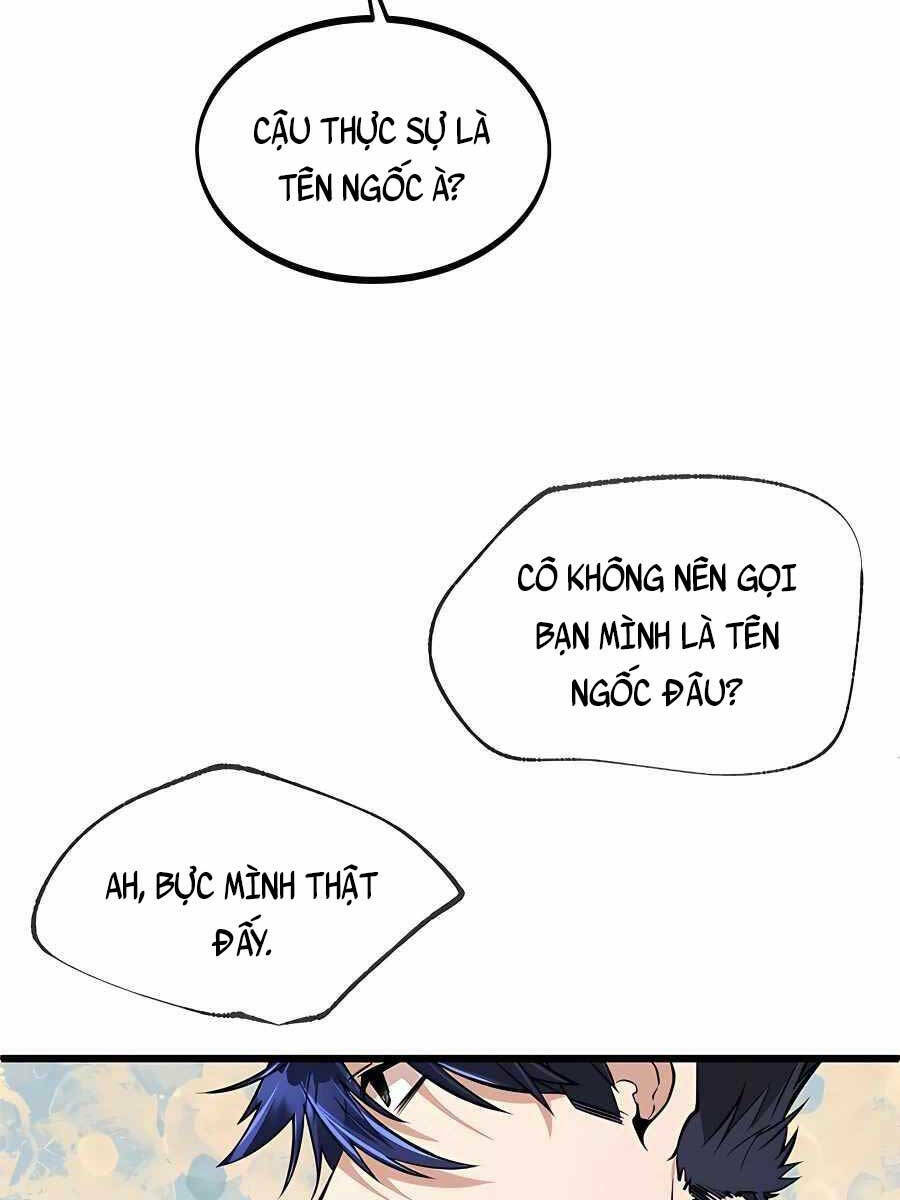 CẬU THỰC SỰ LÀ
TÊN NGỐC À?
CÔ KHÔNG NÊN GỌI
BẠN MÌNH LÀ TÊN
NGỐC ĐÂU?
AH, BỰC MÌNH THẬT
ĐẤY.